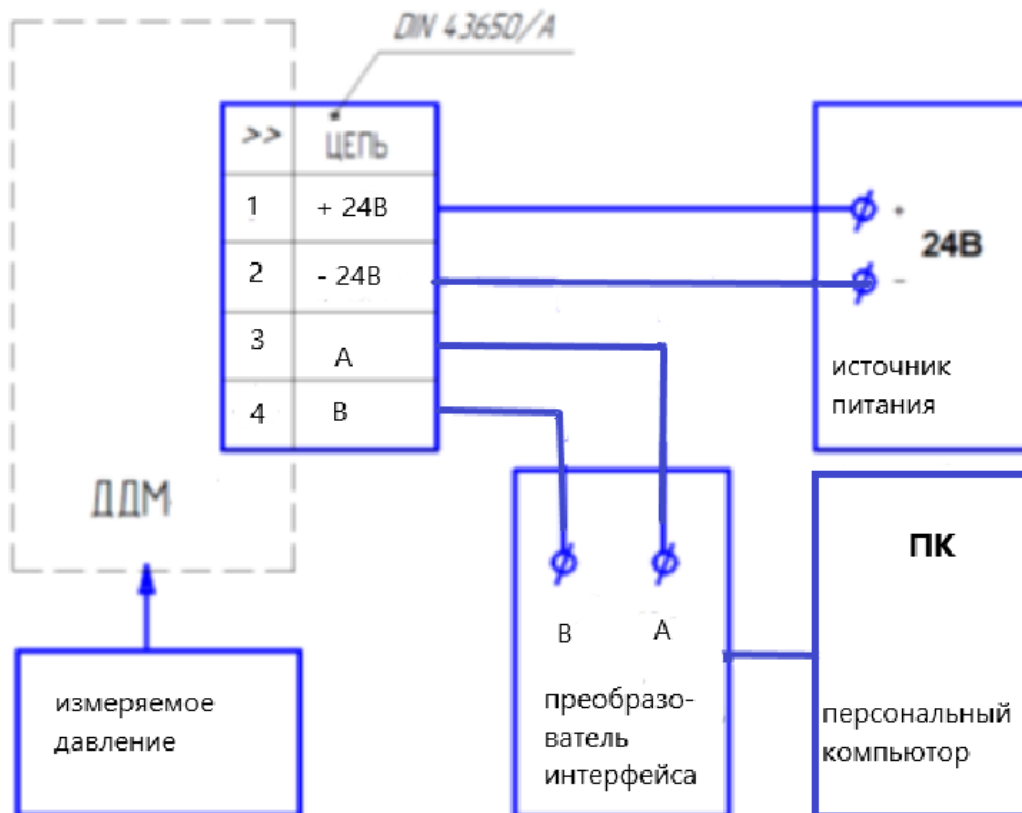 DIN 43650/A
>> ЦЕПЬ
1 + 24В
2 - 24В
3 А
4 В
ДДМ
измеряемое
давление
+
24В
-
источник
питания
В А
преобразо-
ватель
интерфейса
ПК
персональный
компьютор